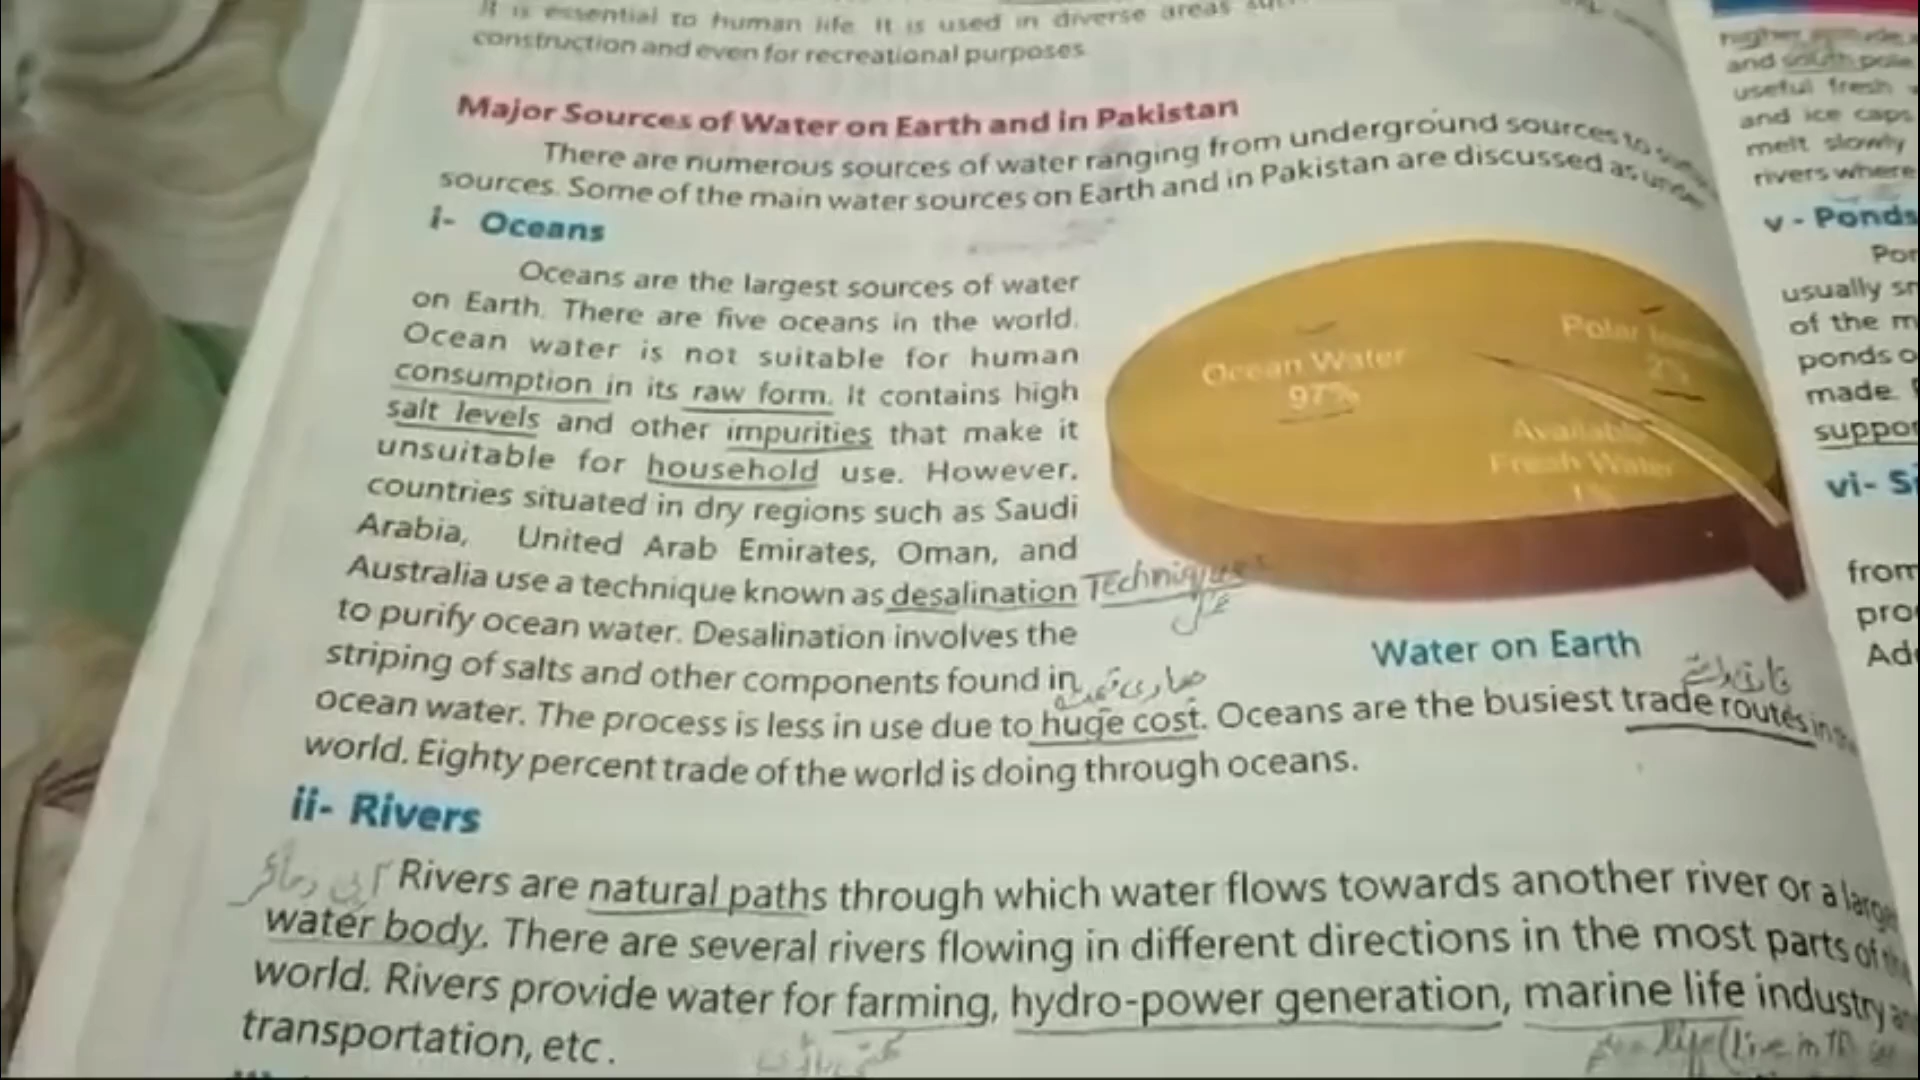 It is essential to human life. It is used in diverse areas
construction and even for recreational purposes
Major Sources of Water on Earth and in Pakistan
There are numerous sources of water ranging from underground sources to
sources. Some of the main water sources on Earth and in Pakistan are discussed as under
i- Oceans
Oceans are the largest sources of water
on Earth. There are five oceans in the world.
Ocean water is not suitable for human
consumption in its raw form. It contains high
salt levels and other impurities that make it
unsuitable for household use. However,
countries situated in dry regions such as Saudi
Arabia, United Arab Emirates, Oman, and
Australia use a technique known as desalination Technique
to purify ocean water. Desalination involves the
striping of salts and other components found in
ocean water. The process is less in use due to huge cost. Oceans are the busiest trade routes in
world. Eighty percent trade of the world is doing through oceans.
Ocean Water
97%
Polar
2%
Available
Fresh Water
1%
Water on Earth
ii- Rivers
Rivers are natural paths through which water flows towards another river or a large
water body. There are several rivers flowing in different directions in the most parts of
world. Rivers provide water for farming, hydro-power generation, marine life industry
transportation, etc.
life (live in
higher
and south pole
useful fresh
and ice caps
melt slowly
rivers where
v - Ponds
usually
of the
ponds
made.
vi-
from